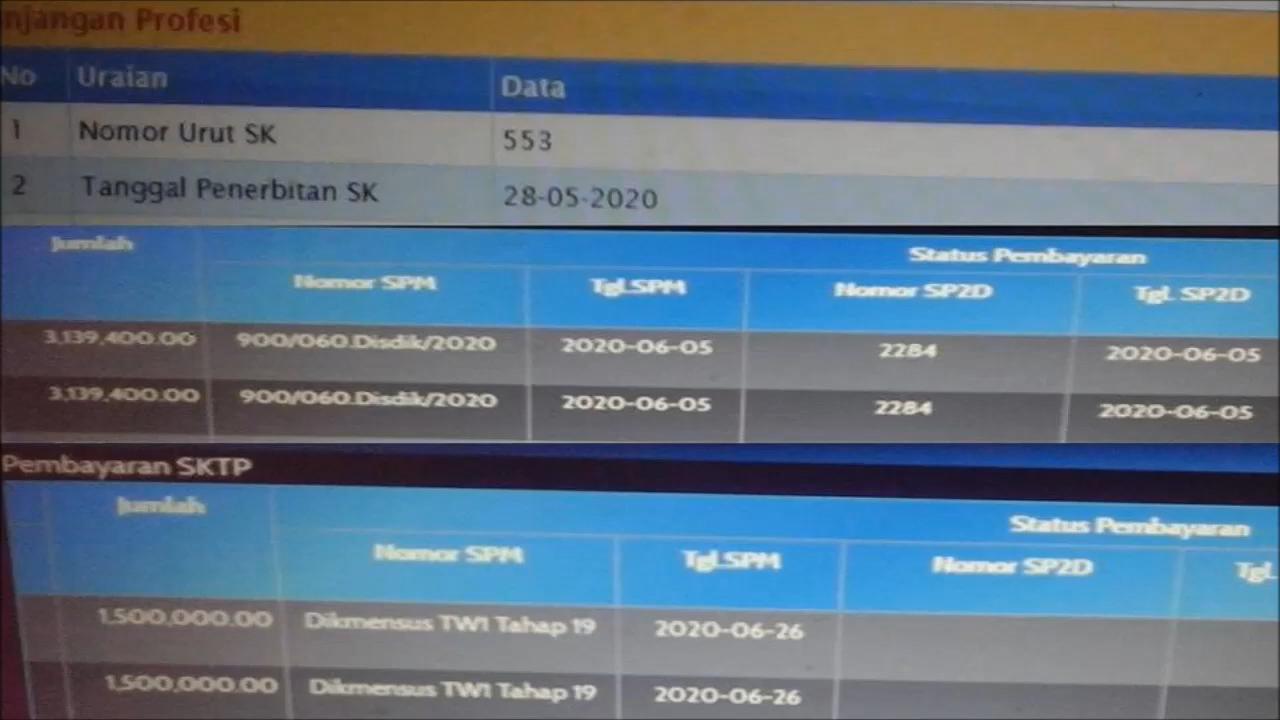 njangan Profesi
No Uraian Data
1 Nomor Urut SK 553
2 Tanggal Penerbitan SK 28-05-2020
Jumlah Status Pembayaran
Nomor SPM Tgl.SPM Nomor SP2D Tgl. SP2D
3,139,400.00 900/060.Disdik/2020 2020-06-05 2284 2020-06-05
3,139,400.00 900/060.Disdik/2020 2020-06-05 2284 2020-06-05
Pembayaran SKTP
Jumlah Status Pembayaran
Nomor SPM Tgl.SPM Nomor SP2D Tgl.
1,500,000.00 Dikmensus TW1 Tahap 19 2020-06-26
1,500,000.00 Dikmensus TW1 Tahap 19 2020-06-26